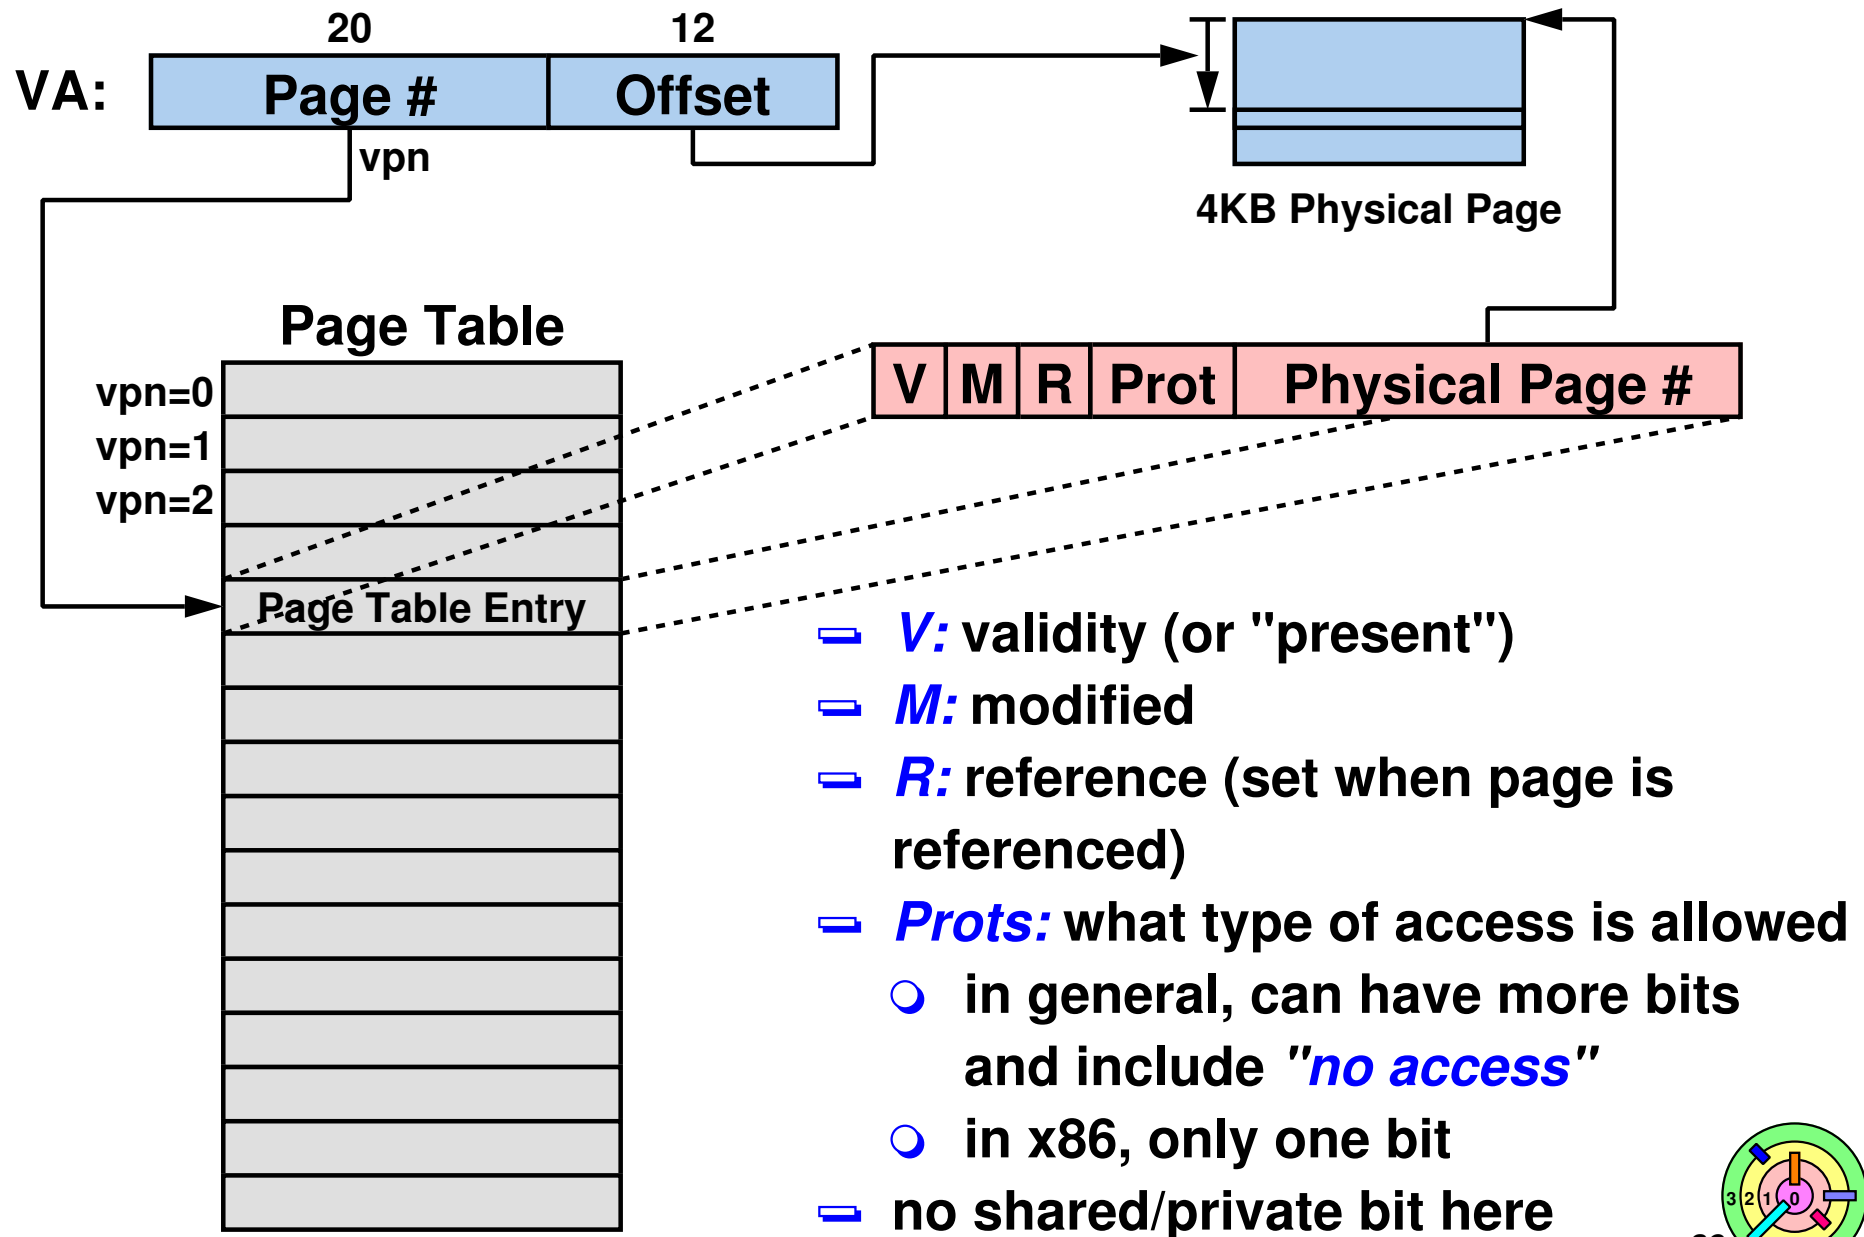 20
12
VA:
Page #
Offset
vpn
4KB Physical Page
Page Table
vpn=0
vpn=1
vpn=2
Page Table Entry
V M R Prot Physical Page #
V: validity (or "present")
M: modified
R: reference (set when page is
referenced)
Prots: what type of access is allowed
in general, can have more bits
and include "no access"
in x86, only one bit
no shared/private bit here
3 2 1 0